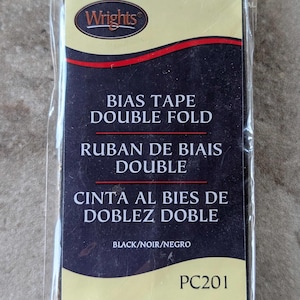 Wrights
BIAS TAPE
DOUBLE FOLD
RUBAN DE BIAIS
DOUBLE
CINTA AL BIES DE
DOBLEZ DOBLE
BLACK/NOIR/NEGRO
PC201